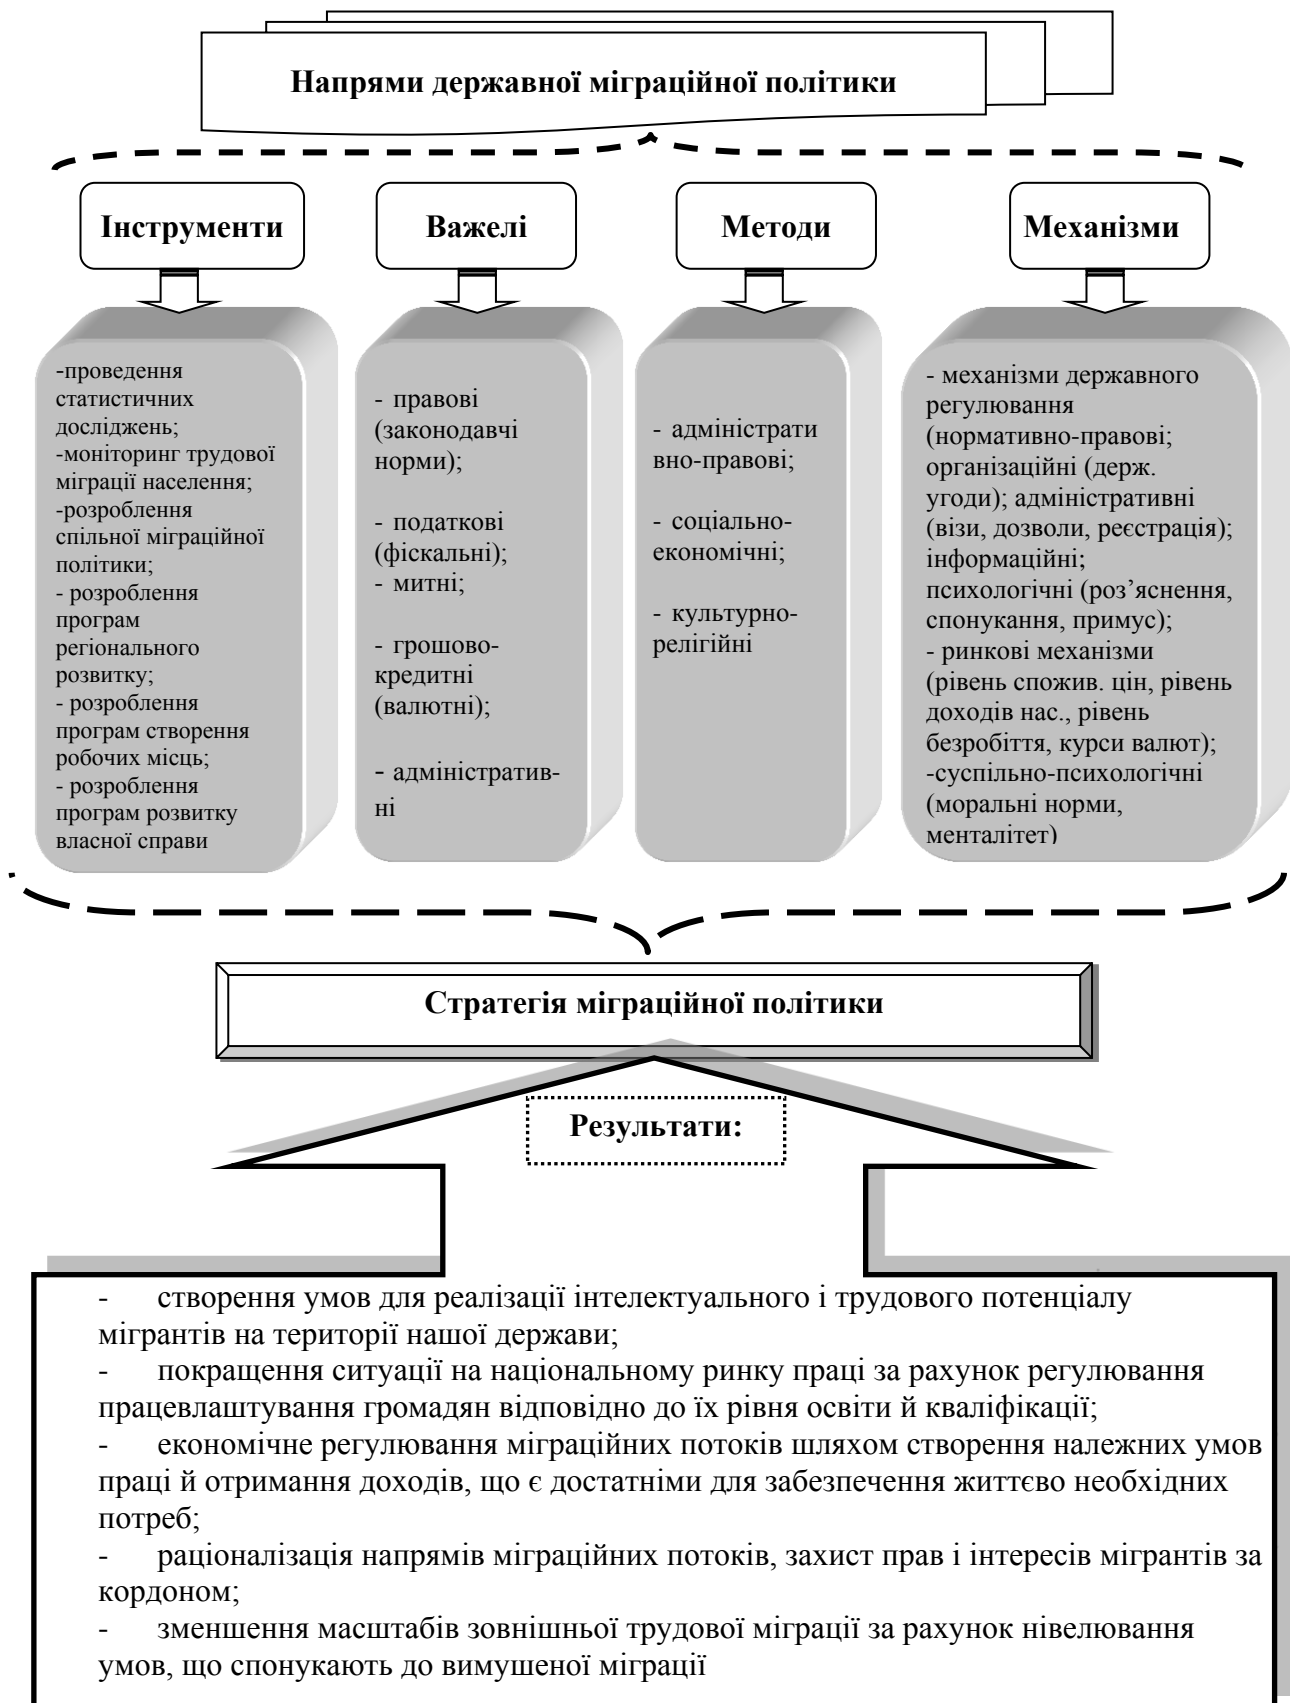 Напрями державної міграційної політики
Інструменти
Важелі
Методи
Механізми
-проведення
статистичних
досліджень;
-моніторинг трудової
міграції населення;
-розроблення
спільної міграційної
політики;
- розроблення
програм
регіонального
розвитку;
- розроблення
програм створення
робочих місць;
- розроблення
програм розвитку
власної справи
- правові
(законодавчі
норми);
- податкові
(фіскальні);
- митні;
- грошово-
кредитні
(валютні);
- адміністратив-
ні
- адміністрати
вно-правові;
- соціально-
економічні;
- культурно-
релігійні
- механізми державного
регулювання
(нормативно-правові;
організаційні (держ.
угоди); адміністративні
(візи, дозволи, реєстрація);
інформаційні;
психологічні (роз’яснення,
спонукання, примус);
- ринкові механізми
(рівень спожив. цін, рівень
доходів нас., рівень
безробіття, курси валют);
-суспільно-психологічні
(моральні норми,
менталітет)
Стратегія міграційної політики
Результати:
- створення умов для реалізації інтелектуального і трудового потенціалу
мігрантів на території нашої держави;
- покращення ситуації на національному ринку праці за рахунок регулювання
працевлаштування громадян відповідно до їх рівня освіти й кваліфікації;
- економічне регулювання міграційних потоків шляхом створення належних умов
праці й отримання доходів, що є достатніми для забезпечення життєво необхідних
потреб;
- раціоналізація напрямів міграційних потоків, захист прав і інтересів мігрантів за
кордоном;
- зменшення масштабів зовнішньої трудової міграції за рахунок нівелювання
умов, що спонукають до вимушеної міграції